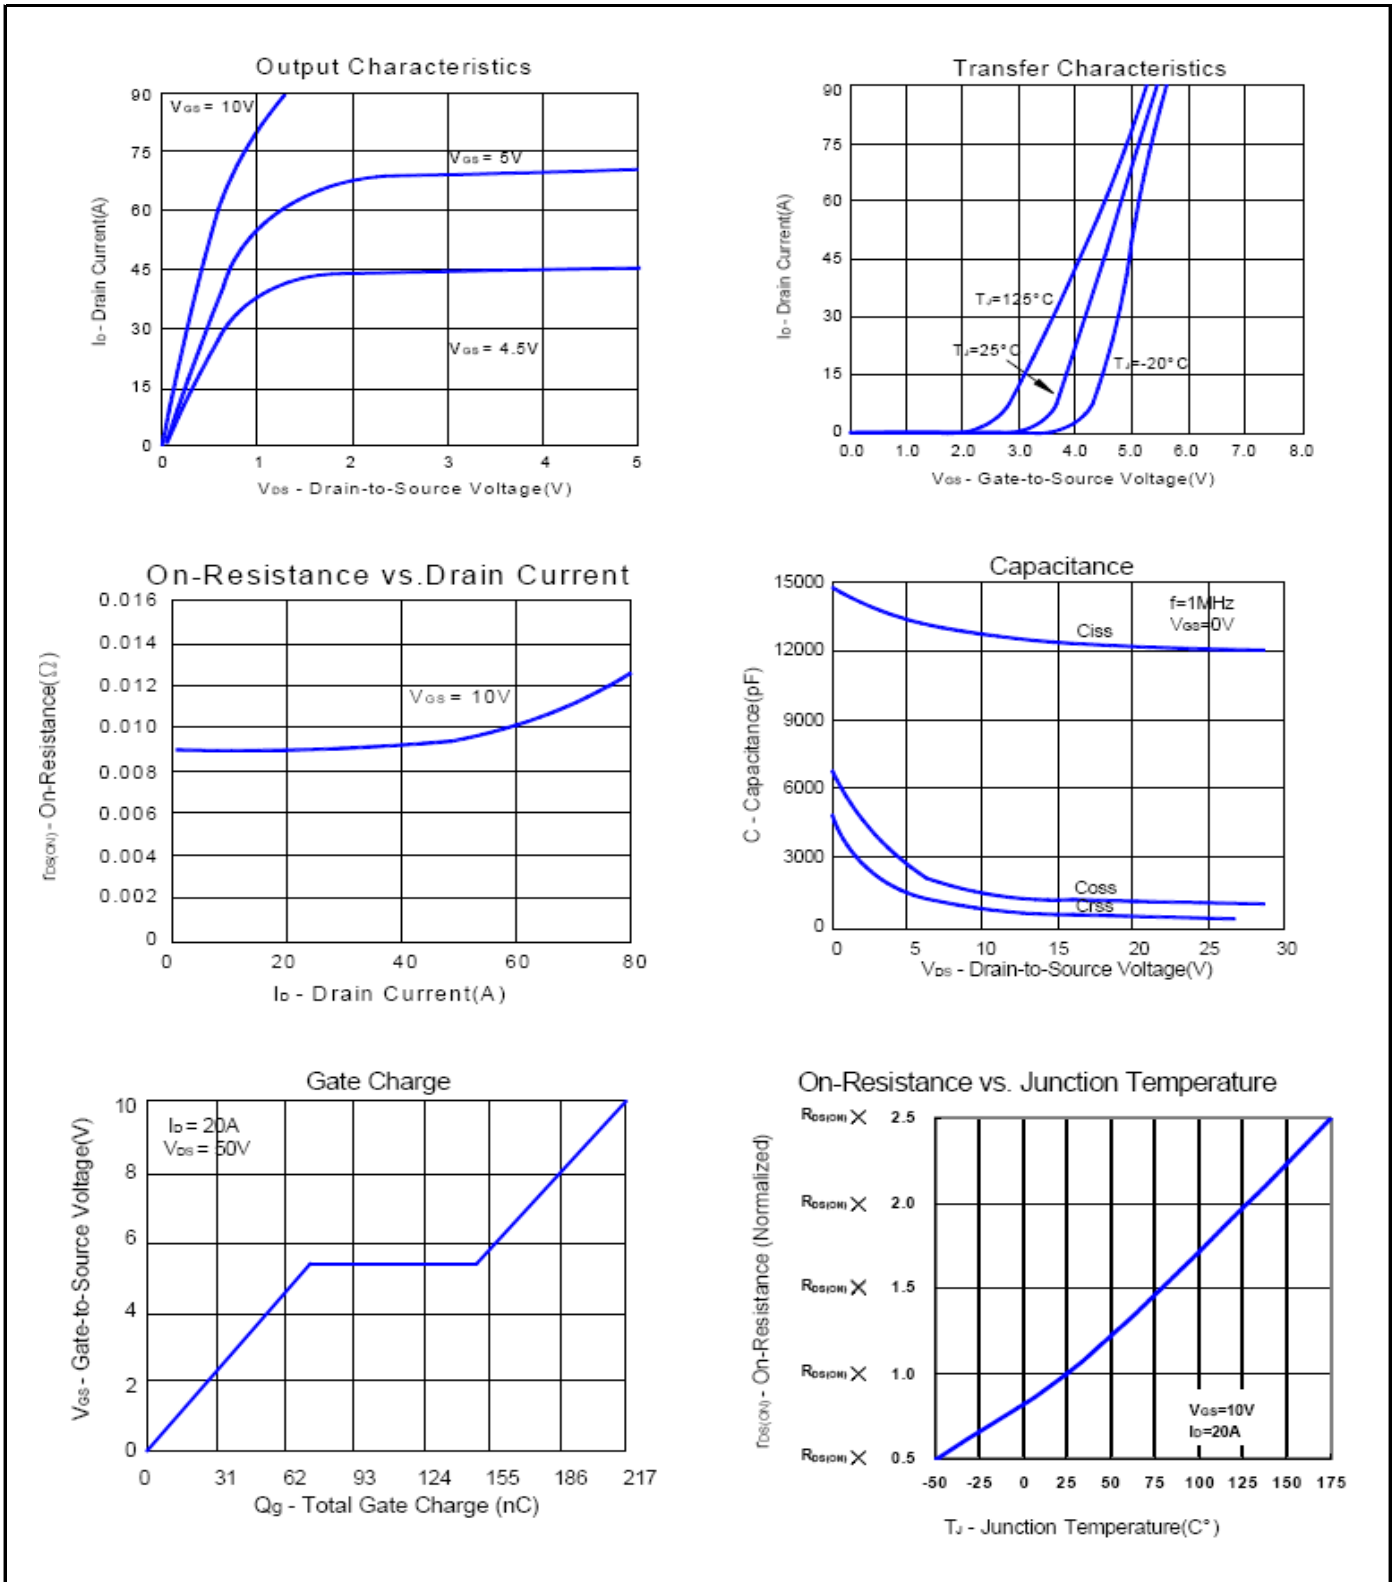 Output Characteristics
90
75
60
45
30
15
0
ID - Drain Current(A)
VGS = 10V
VGS = 5V
VGS = 4.5V
0 1 2 3 4 5
VDS - Drain-to-Source Voltage(V)
Transfer Characteristics
90
75
60
45
30
15
0
ID - Drain Current(A)
TJ=125°C
TJ=25°C
TJ=-20°C
0.0 1.0 2.0 3.0 4.0 5.0 6.0 7.0 8.0
VGS - Gate-to-Source Voltage(V)
On-Resistance vs.Drain Current
0.016
0.014
0.012
0.010
0.008
0.006
0.004
0.002
0
rDS(ON) - On-Resistance(Ω)
VGS = 10V
0 20 40 60 80
ID - Drain Current(A)
Capacitance
15000
12000
9000
6000
3000
0
C - Capacitance(pF)
f=1MHz
VGS=0V
Ciss
Coss
Crss
0 5 10 15 20 25 30
VDS - Drain-to-Source Voltage(V)
Gate Charge
10
8
6
4
2
0
VGS - Gate-to-Source Voltage(V)
ID = 20A
VDS = 50V
0 31 62 93 124 155 186 217
Qg - Total Gate Charge (nC)
On-Resistance vs. Junction Temperature
RDS(ON) X 2.5
RDS(ON) X 2.0
RDS(ON) X 1.5
RDS(ON) X 1.0
RDS(ON) X 0.5
rDS(ON) - On-Resistance (Normalized)
VGS=10V
ID=20A
-50 -25 0 25 50 75 100 125 150 175
TJ - Junction Temperature(C°)